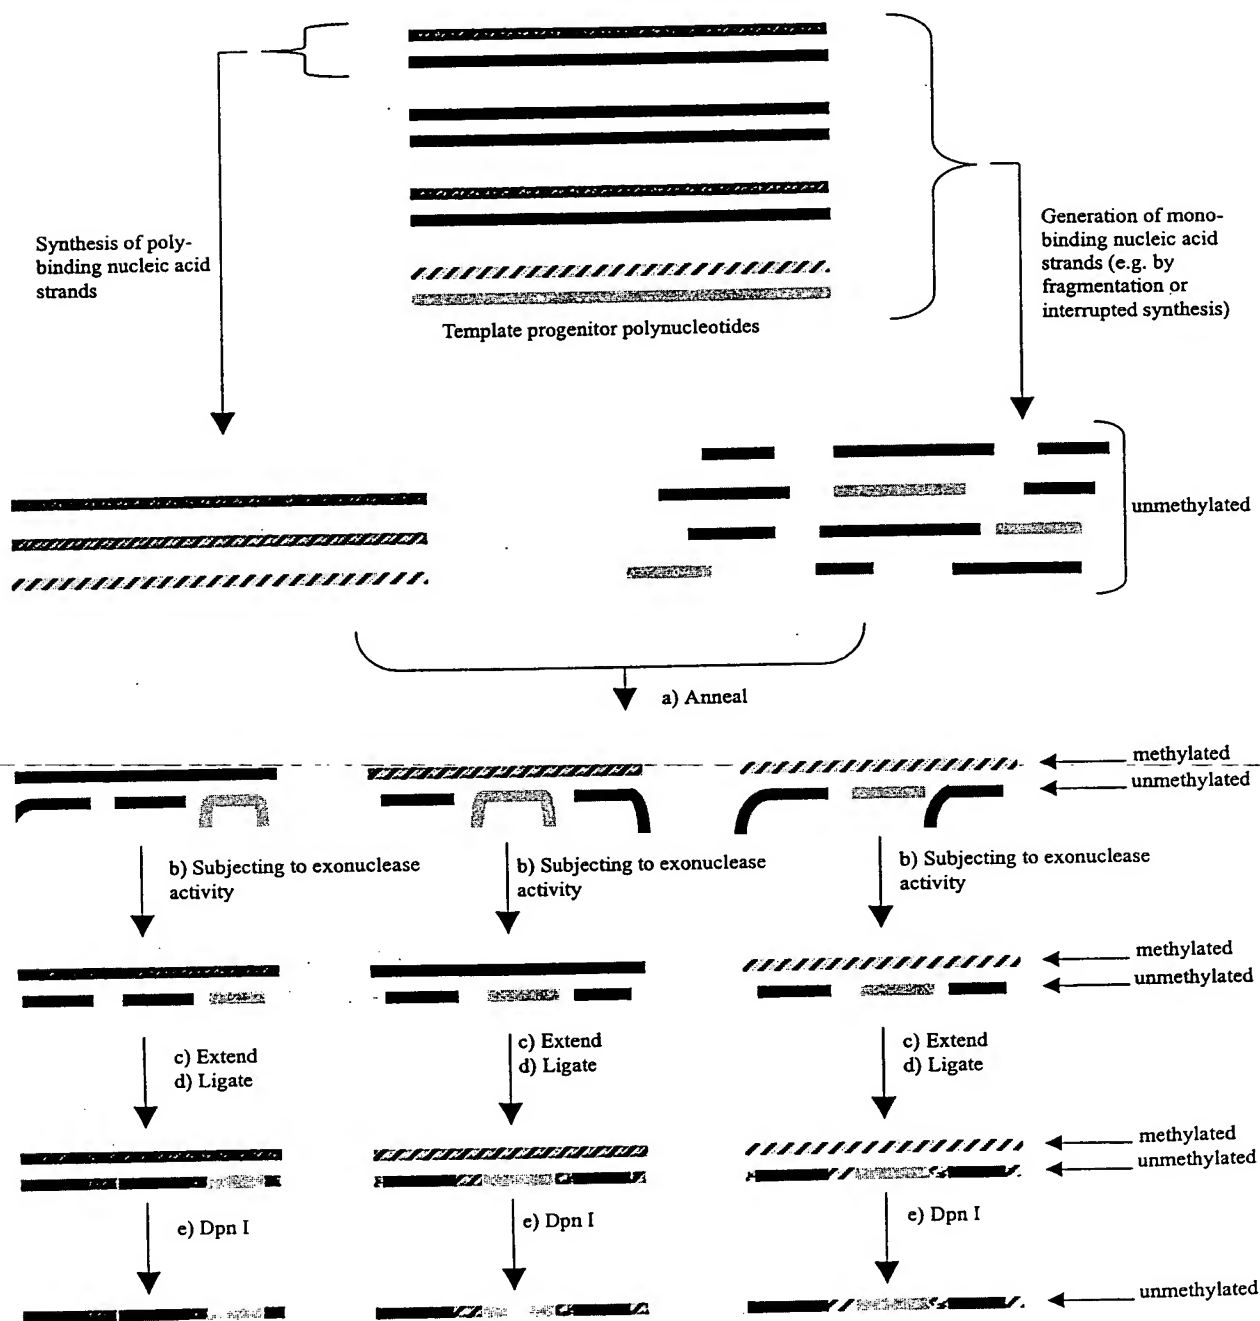 Synthesis of poly-
binding nucleic acid
strands
Generation of mono-
binding nucleic acid
strands (e.g. by
fragmentation or
interrupted synthesis)
Template progenitor polynucleotides
unmethylated
a) Anneal
methylated
unmethylated
b) Subjecting to exonuclease
activity
b) Subjecting to exonuclease
activity
b) Subjecting to exonuclease
activity
methylated
unmethylated
c) Extend
d) Ligate
c) Extend
d) Ligate
c) Extend
d) Ligate
methylated
unmethylated
e) Dpn I
e) Dpn I
e) Dpn I
unmethylated